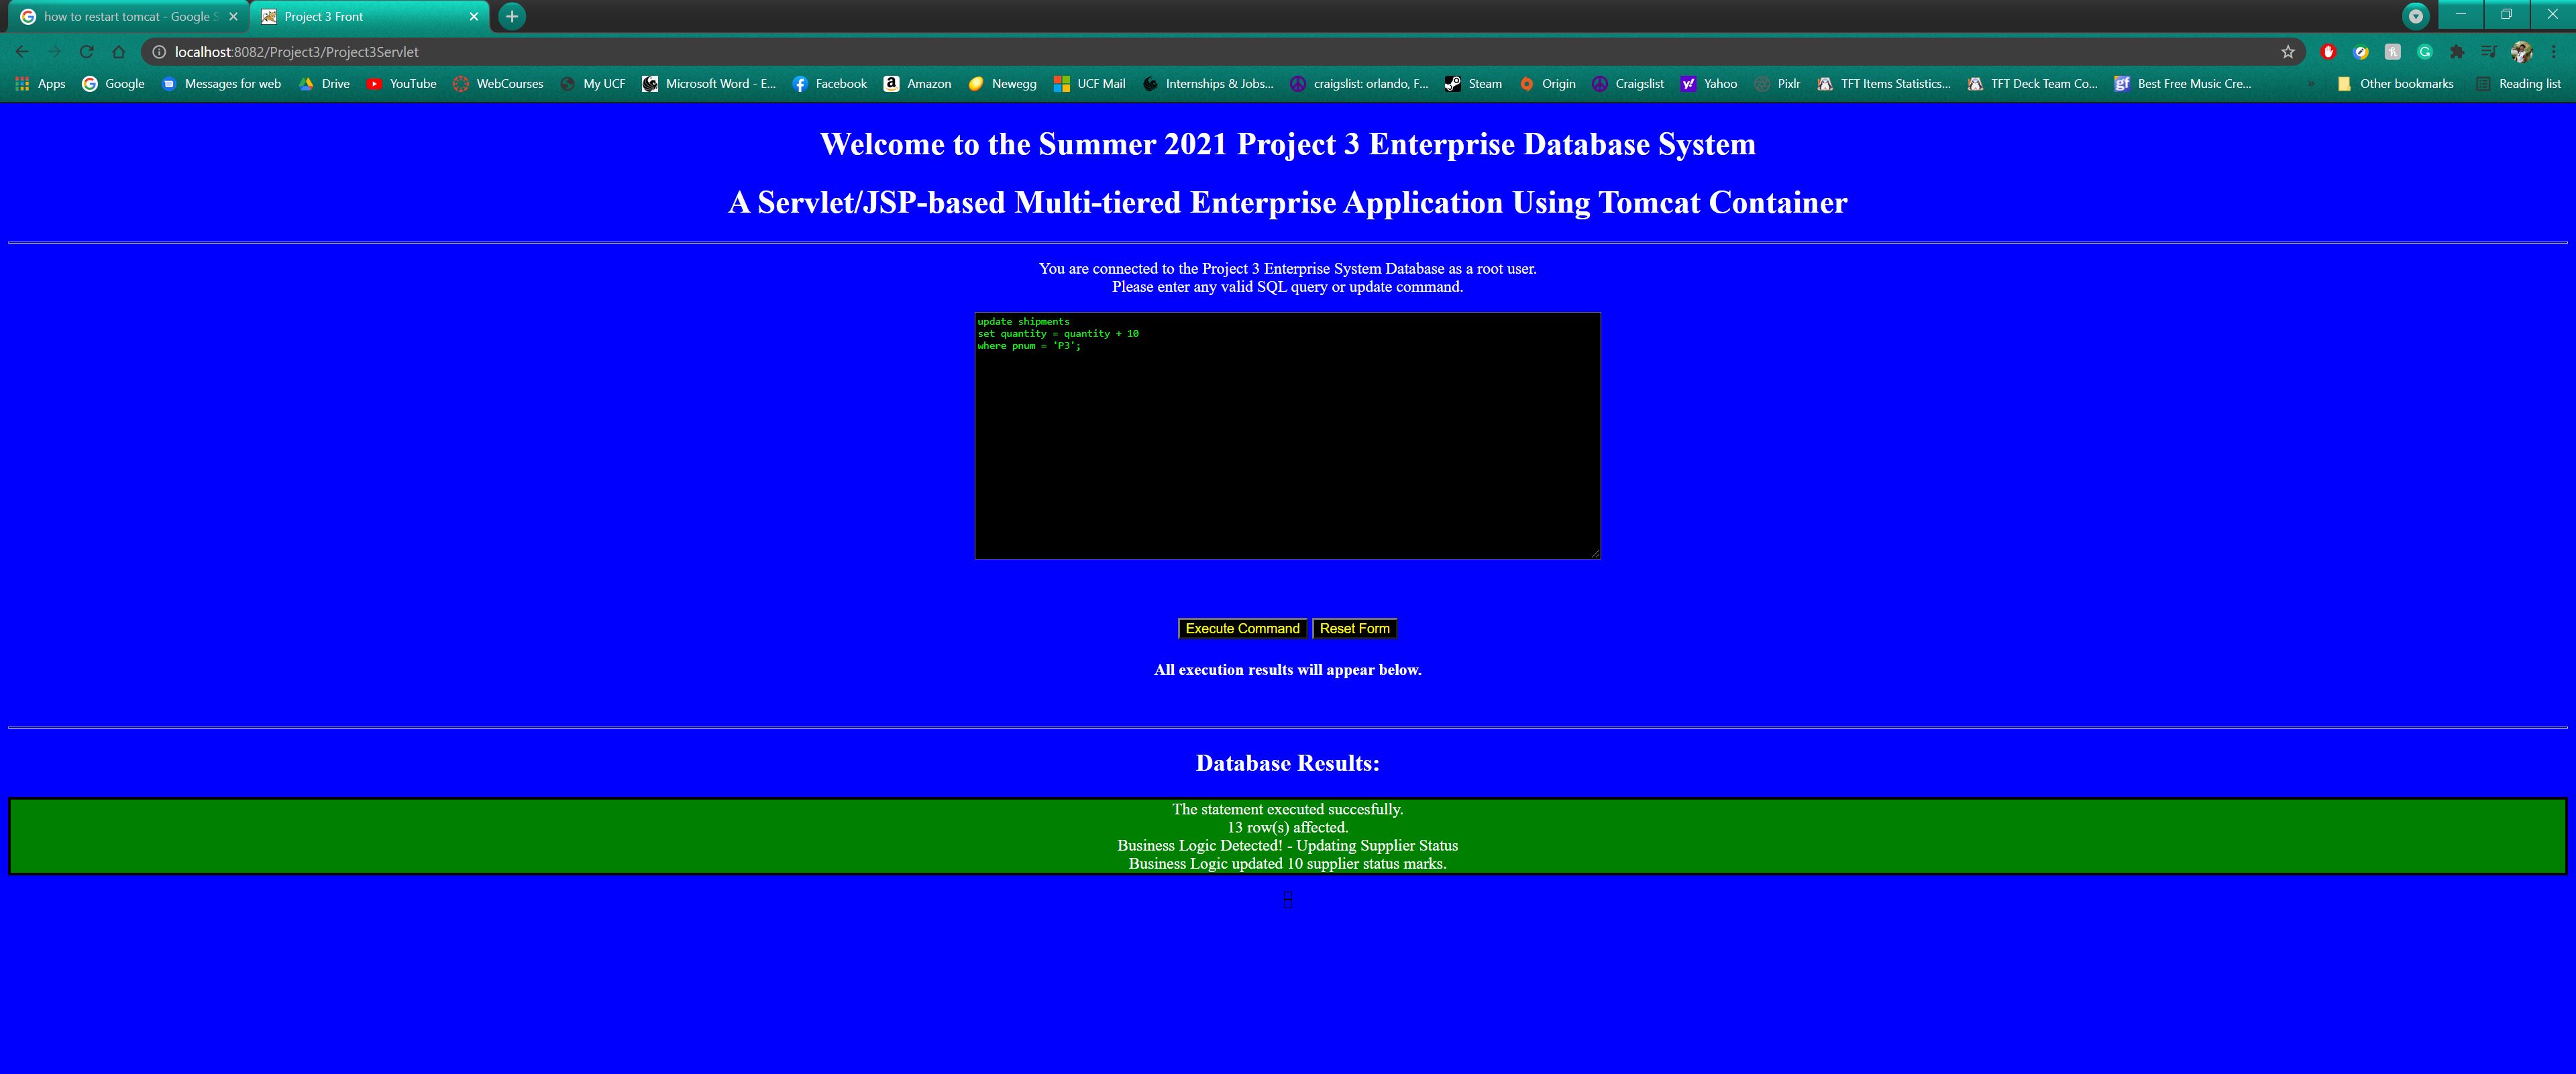 how to restart tomcat - Google S
Project 3 Front
localhost:8082/Project3/Project3Servlet
Apps Google Messages for web Drive YouTube WebCourses My UCF Microsoft Word - E... Facebook Amazon Newegg UCF Mail Internships & Jobs... craigslist: orlando, F... Steam Origin Craigslist Yahoo Pixlr TFT Items Statistics... TFT Deck Team Co... Best Free Music Cre... » Other bookmarks Reading list
Welcome to the Summer 2021 Project 3 Enterprise Database System
A Servlet/JSP-based Multi-tiered Enterprise Application Using Tomcat Container
You are connected to the Project 3 Enterprise System Database as a root user.
Please enter any valid SQL query or update command.
update shipments
set quantity = quantity + 10
where pnum = 'P3';
Execute Command Reset Form
All execution results will appear below.
Database Results:
The statement executed succesfully.
13 row(s) affected.
Business Logic Detected! - Updating Supplier Status
Business Logic updated 10 supplier status marks.